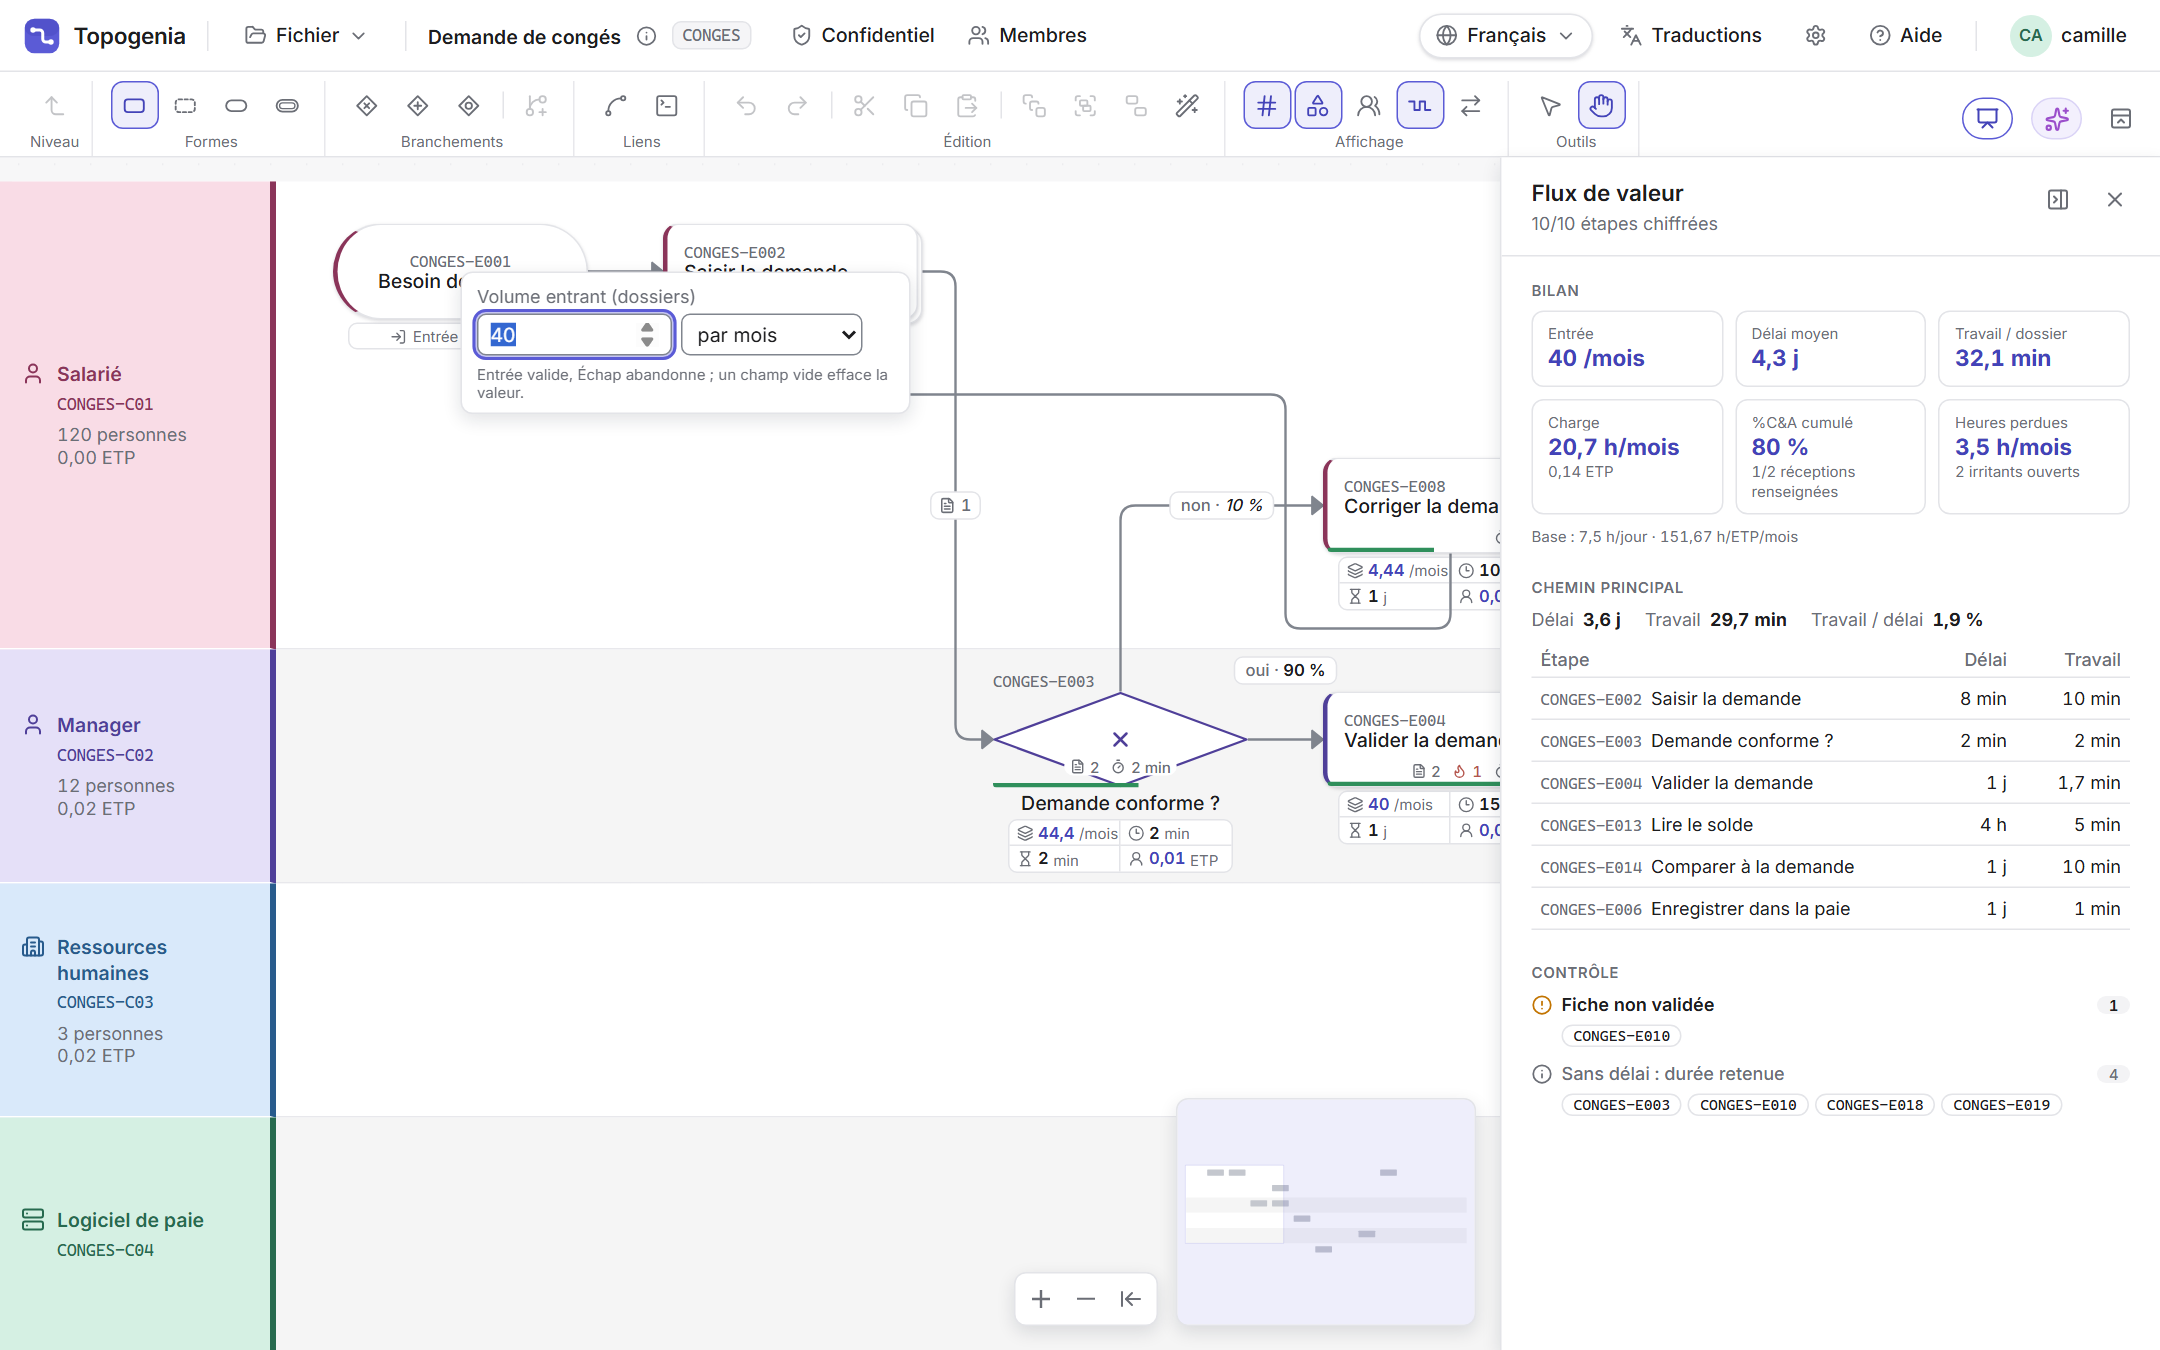 Topogenia
Fichier
Demande de congés
CONGES
Confidentiel
Membres
Français
Traductions
Aide
CA
camille
Niveau
Formes
Branchements
Liens
Édition
Affichage
Outils
Salarié
CONGES-C01
120 personnes
0,00 ETP
Manager
CONGES-C02
12 personnes
0,02 ETP
Ressources
humaines
CONGES-C03
3 personnes
0,02 ETP
Logiciel de paie
CONGES-C04
CONGES-E001
Besoin de
Entrée
CONGES-E002
Saisir la demande
Volume entrant (dossiers)
40
par mois
Entrée valide, Échap abandonne ; un champ vide efface la
valeur.
1
non · 10 %
CONGES-E008
Corriger la dema
4,44 /mois
10
1 j
0,0
oui · 90 %
CONGES-E003
2
2 min
Demande conforme ?
44,4 /mois
2 min
2 min
0,01 ETP
CONGES-E004
Valider la deman
2
1
40 /mois
15
1 j
0,0
Flux de valeur
10/10 étapes chiffrées
BILAN
Entrée
40 /mois
Délai moyen
4,3 j
Travail / dossier
32,1 min
Charge
20,7 h/mois
0,14 ETP
%C&A cumulé
80 %
1/2 réceptions
renseignées
Heures perdues
3,5 h/mois
2 irritants ouverts
Base : 7,5 h/jour · 151,67 h/ETP/mois
CHEMIN PRINCIPAL
Délai 3,6 j Travail 29,7 min Travail / délai 1,9 %
Étape Délai Travail
CONGES-E002 Saisir la demande 8 min 10 min
CONGES-E003 Demande conforme ? 2 min 2 min
CONGES-E004 Valider la demande 1 j 1,7 min
CONGES-E013 Lire le solde 4 h 5 min
CONGES-E014 Comparer à la demande 1 j 10 min
CONGES-E006 Enregistrer dans la paie 1 j 1 min
CONTRÔLE
Fiche non validée 1
CONGES-E010
Sans délai : durée retenue 4
CONGES-E003 CONGES-E010 CONGES-E018 CONGES-E019